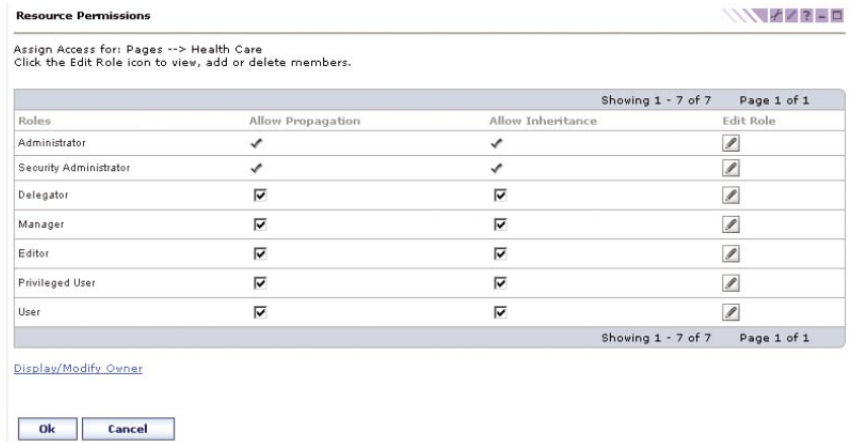 Resource Permissions
?
Assign Access for: Pages --> Health Care
Click the Edit Role icon to view, add or delete members.
Showing 1 - 7 of 7 Page 1 of 1
Roles Allow Propagation Allow Inheritance Edit Role
Administrator
Security Administrator
Delegator
Manager
Editor
Privileged User
User
Showing 1 - 7 of 7 Page 1 of 1
Display/Modify Owner
Ok Cancel